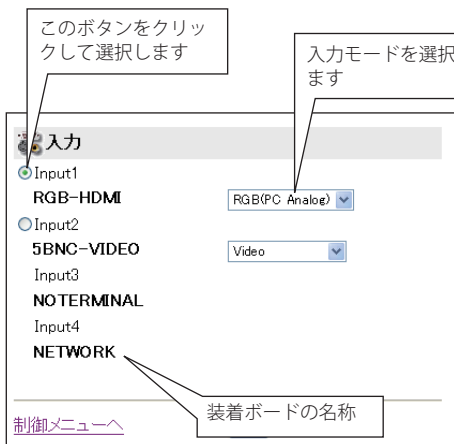 このボタンをクリッ
クして選択します
入力モードを選択
ます
入力
Input1
RGB-HDMI
RGB(PC Analog)
Input2
5BNC-VIDEO
Video
Input3
NOTERMINAL
Input4
NETWORK
装着ボードの名称
制御メニューへ